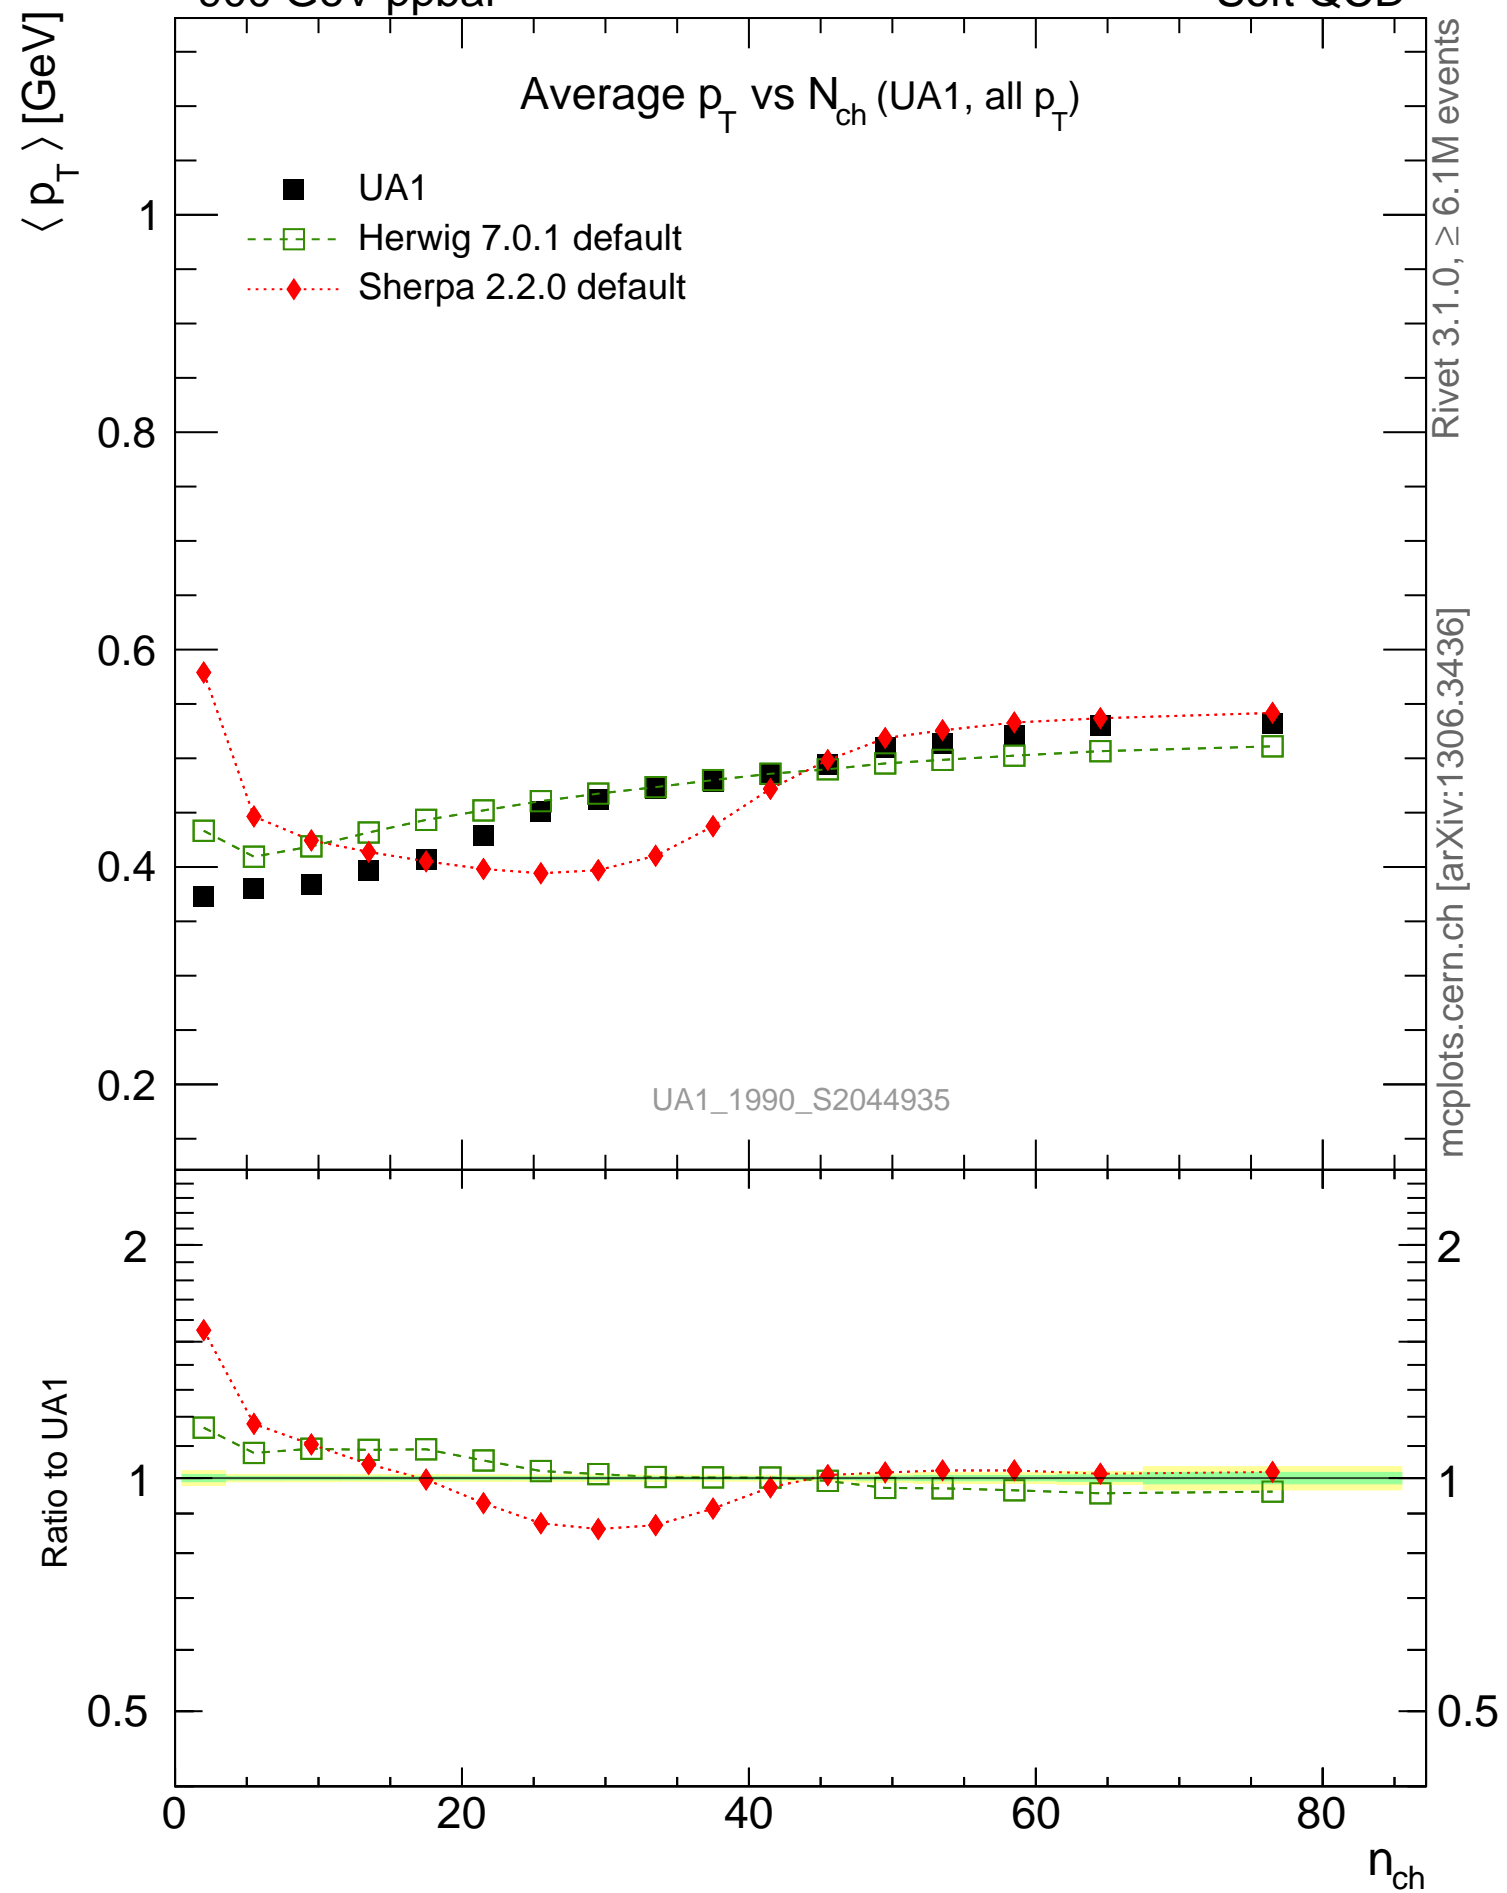 ⟨ p_T ⟩ [GeV]
Average p_T vs N_ch (UA1, all p_T)
UA1
Herwig 7.0.1 default
Sherpa 2.2.0 default
1
0.8
0.6
0.4
0.2
UA1_1990_S2044935
Rivet 3.1.0, ≥ 6.1M events
mcplots.cern.ch [arXiv:1306.3436]
Ratio to UA1
2
1
0.5
2
1
0.5
0
20
40
60
80
n_ch